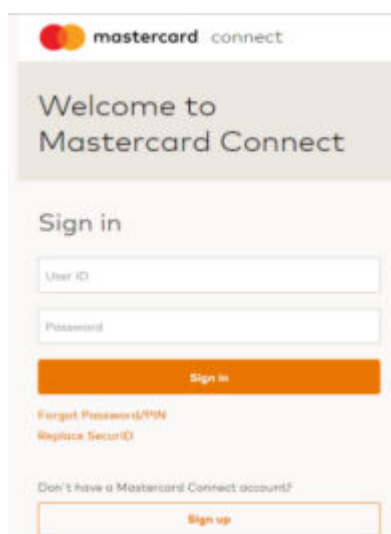 mastercard connect
Welcome to
Mastercard Connect
Sign in
User ID
Password
Sign in
Forgot Password/PIN
Replace SecurID
Don't have a Mastercard Connect account?
Sign up